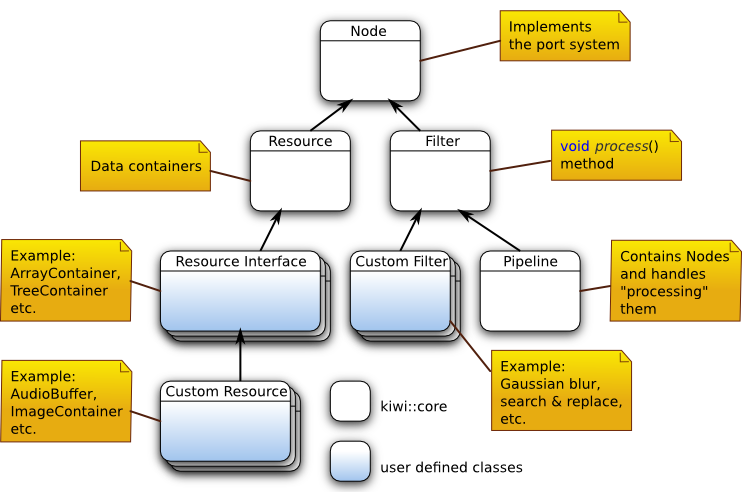 Node
Implements
the port system
Resource
Filter
Data containers
void process()
method
Example:
ArrayContainer,
TreeContainer
etc.
Resource Interface
Custom Filter
Pipeline
Contains Nodes
and handles
"processing"
them
Example:
AudioBuffer,
ImageContainer
etc.
Custom Resource
kiwi::core
Example:
Gaussian blur,
search & replace,
etc.
user defined classes